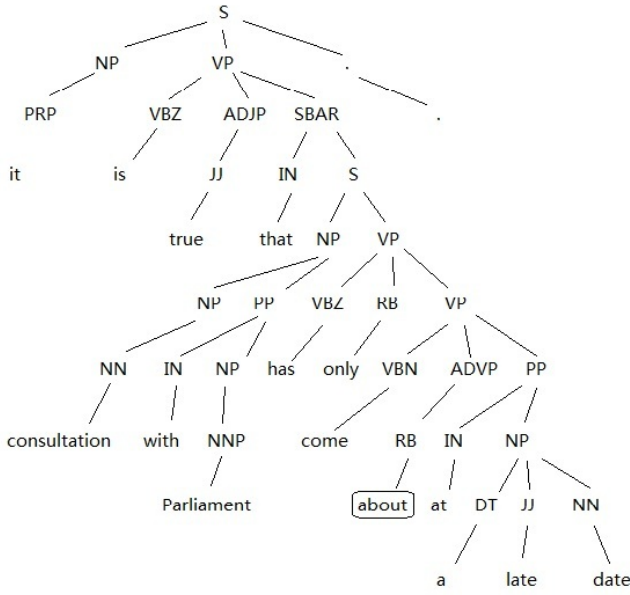 S
NP VP .
PRP VBZ ADJP SBAR .
it is JJ IN S
true that NP VP
NP PP VBZ RB VP
NN IN NP has only VBN ADVP PP
consultation with NNP come RB IN NP
Parliament about at DT JJ NN
a late date